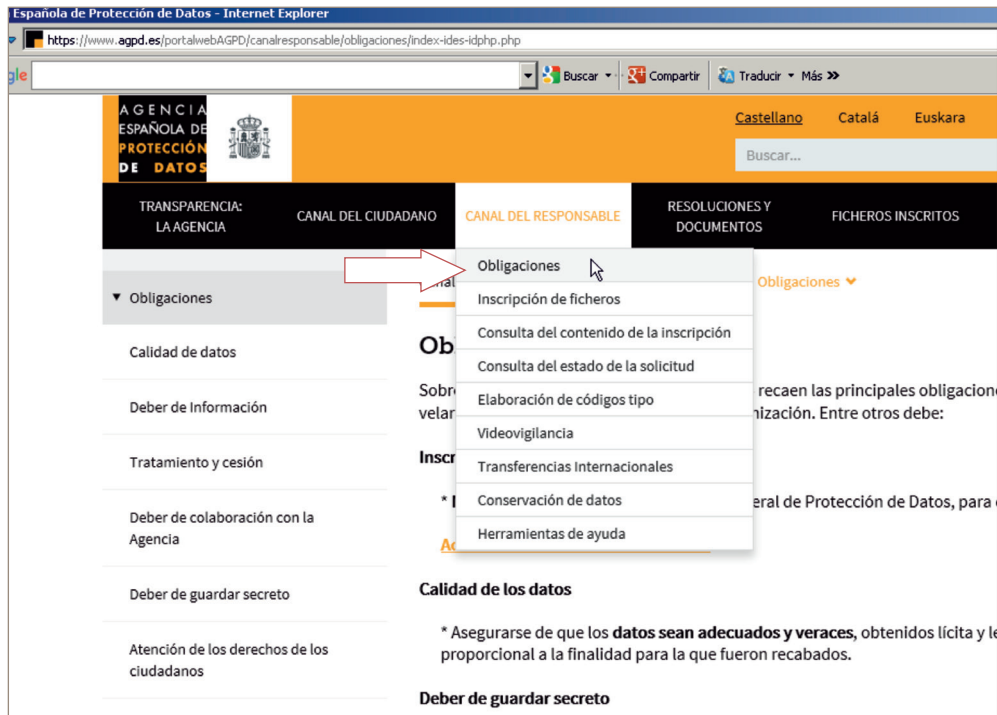 Española de Protección de Datos - Internet Explorer
https://www.agpd.es/portalwebAGPD/canalresponsable/obligaciones/index-ides-idphp.php
gle
Buscar
Compartir
Traducir
Más
AGENCIA
ESPAÑOLA DE
PROTECCIÓN
DE DATOS
Castellano Catalá Euskara
Buscar...
TRANSPARENCIA:
LA AGENCIA
CANAL DEL CIUDADANO
CANAL DEL RESPONSABLE
RESOLUCIONES Y
DOCUMENTOS
FICHEROS INSCRITOS
Obligaciones
Inscripción de ficheros
Consulta del contenido de la inscripción
Consulta del estado de la solicitud
Elaboración de códigos tipo
Videovigilancia
Transferencias Internacionales
Conservación de datos
Herramientas de ayuda
Obligaciones
Calidad de datos
Deber de Información
Tratamiento y cesión
Deber de colaboración con la
Agencia
Deber de guardar secreto
Atención de los derechos de los
ciudadanos
Obligaciones
Ob
Sobr recaen las principales obligacione
velar nización. Entre otros debe:
Inscr
* eral de Protección de Datos, para
Calidad de los datos
* Asegurarse de que los datos sean adecuados y veraces, obtenidos lícita y le
proporcional a la finalidad para la que fueron recabados.
Deber de guardar secreto